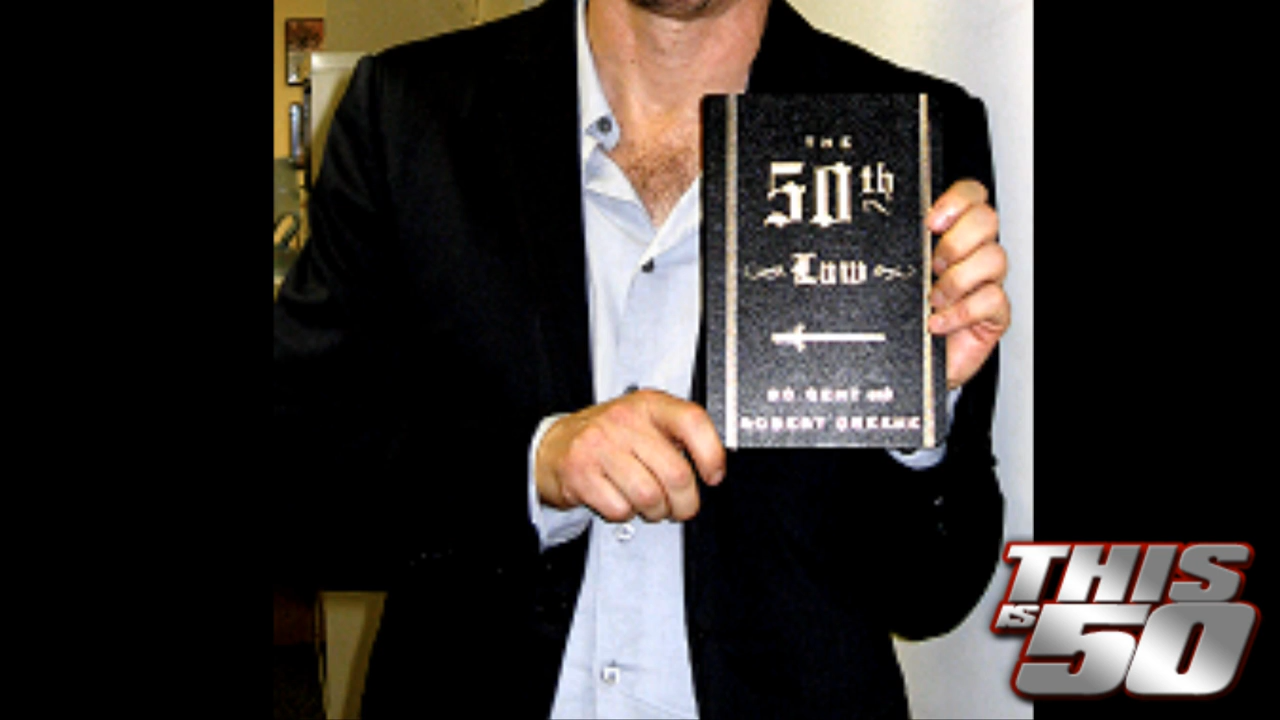 THE
50th
Law
50 CENT and
ROBERT GREENE
THIS
IS 50